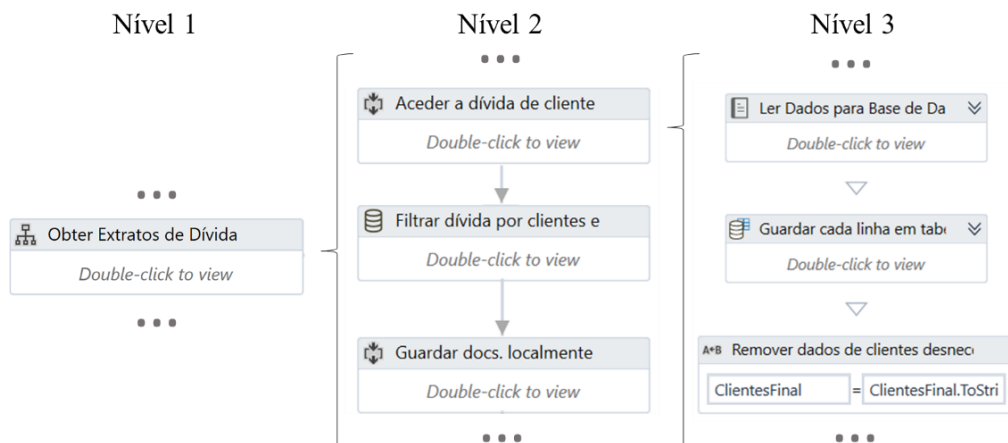 Nível 1
Nível 2
Nível 3
Obter Extratos de Dívida
Double-click to view
Aceder a dívida de cliente
Double-click to view
Filtrar dívida por clientes e
Double-click to view
Guardar docs. localmente
Double-click to view
Ler Dados para Base de Da
Double-click to view
Guardar cada linha em tabe
Double-click to view
A+B Remover dados de clientes desnec
ClientesFinal = ClientesFinal.ToStri